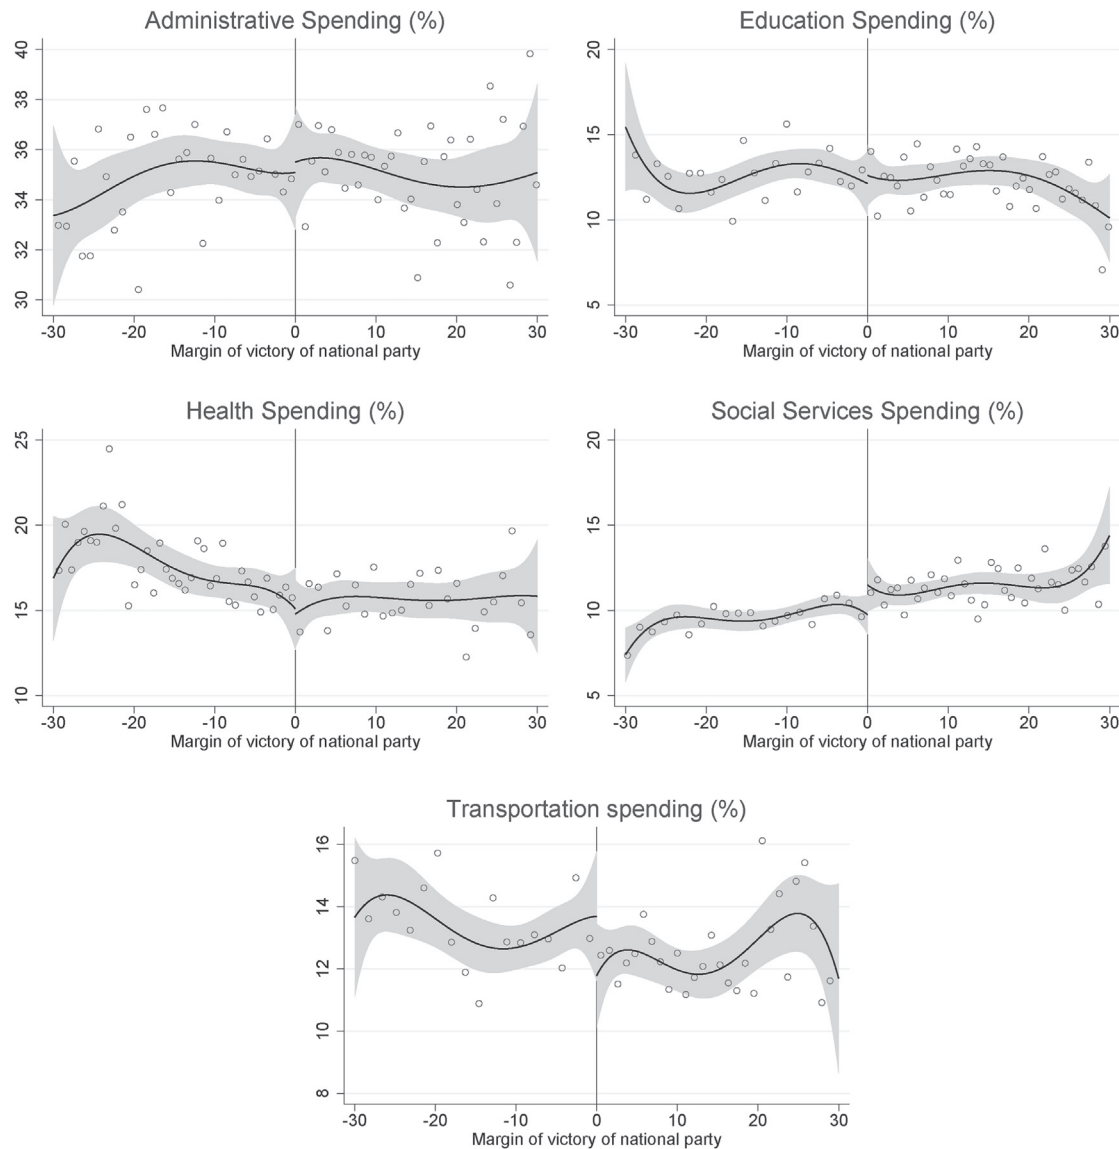 Administrative Spending (%)
40
38
36
34
32
30
-30 -20 -10 0 10 20 30
Margin of victory of national party
Education Spending (%)
20
15
10
5
-30 -20 -10 0 10 20 30
Margin of victory of national party
Health Spending (%)
25
20
15
10
-30 -20 -10 0 10 20 30
Margin of victory of national party
Social Services Spending (%)
20
15
10
5
-30 -20 -10 0 10 20 30
Margin of victory of national party
Transportation spending (%)
16
14
12
10
8
-30 -20 -10 0 10 20 30
Margin of victory of national party